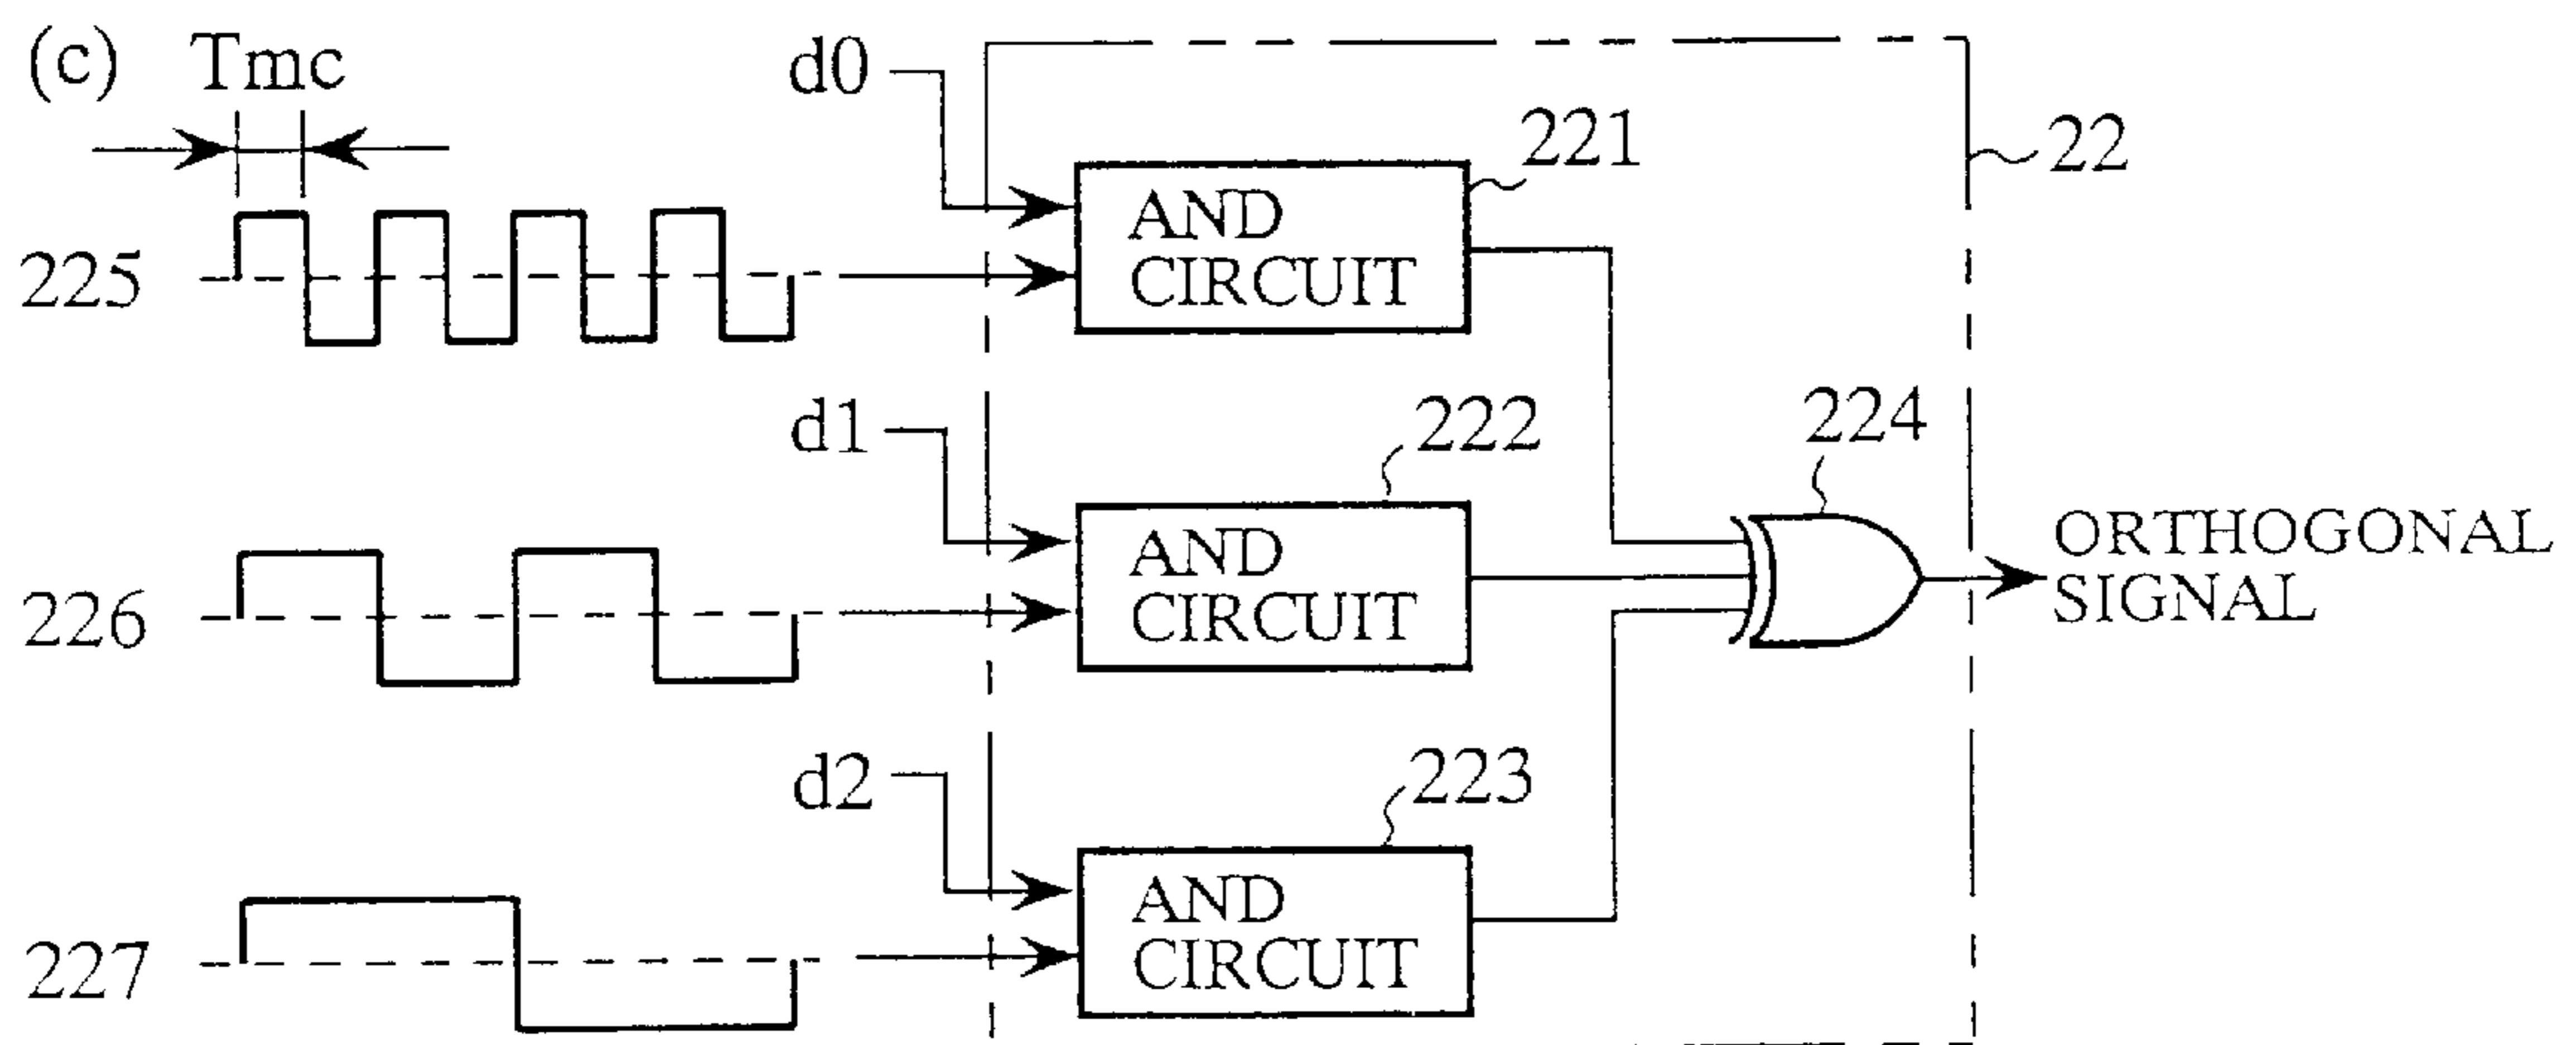 (c) Tmc
d0
221
22
AND
CIRCUIT
225
d1
222
224
AND
CIRCUIT
226
ORTHOGONAL
SIGNAL
d2
223
AND
CIRCUIT
227